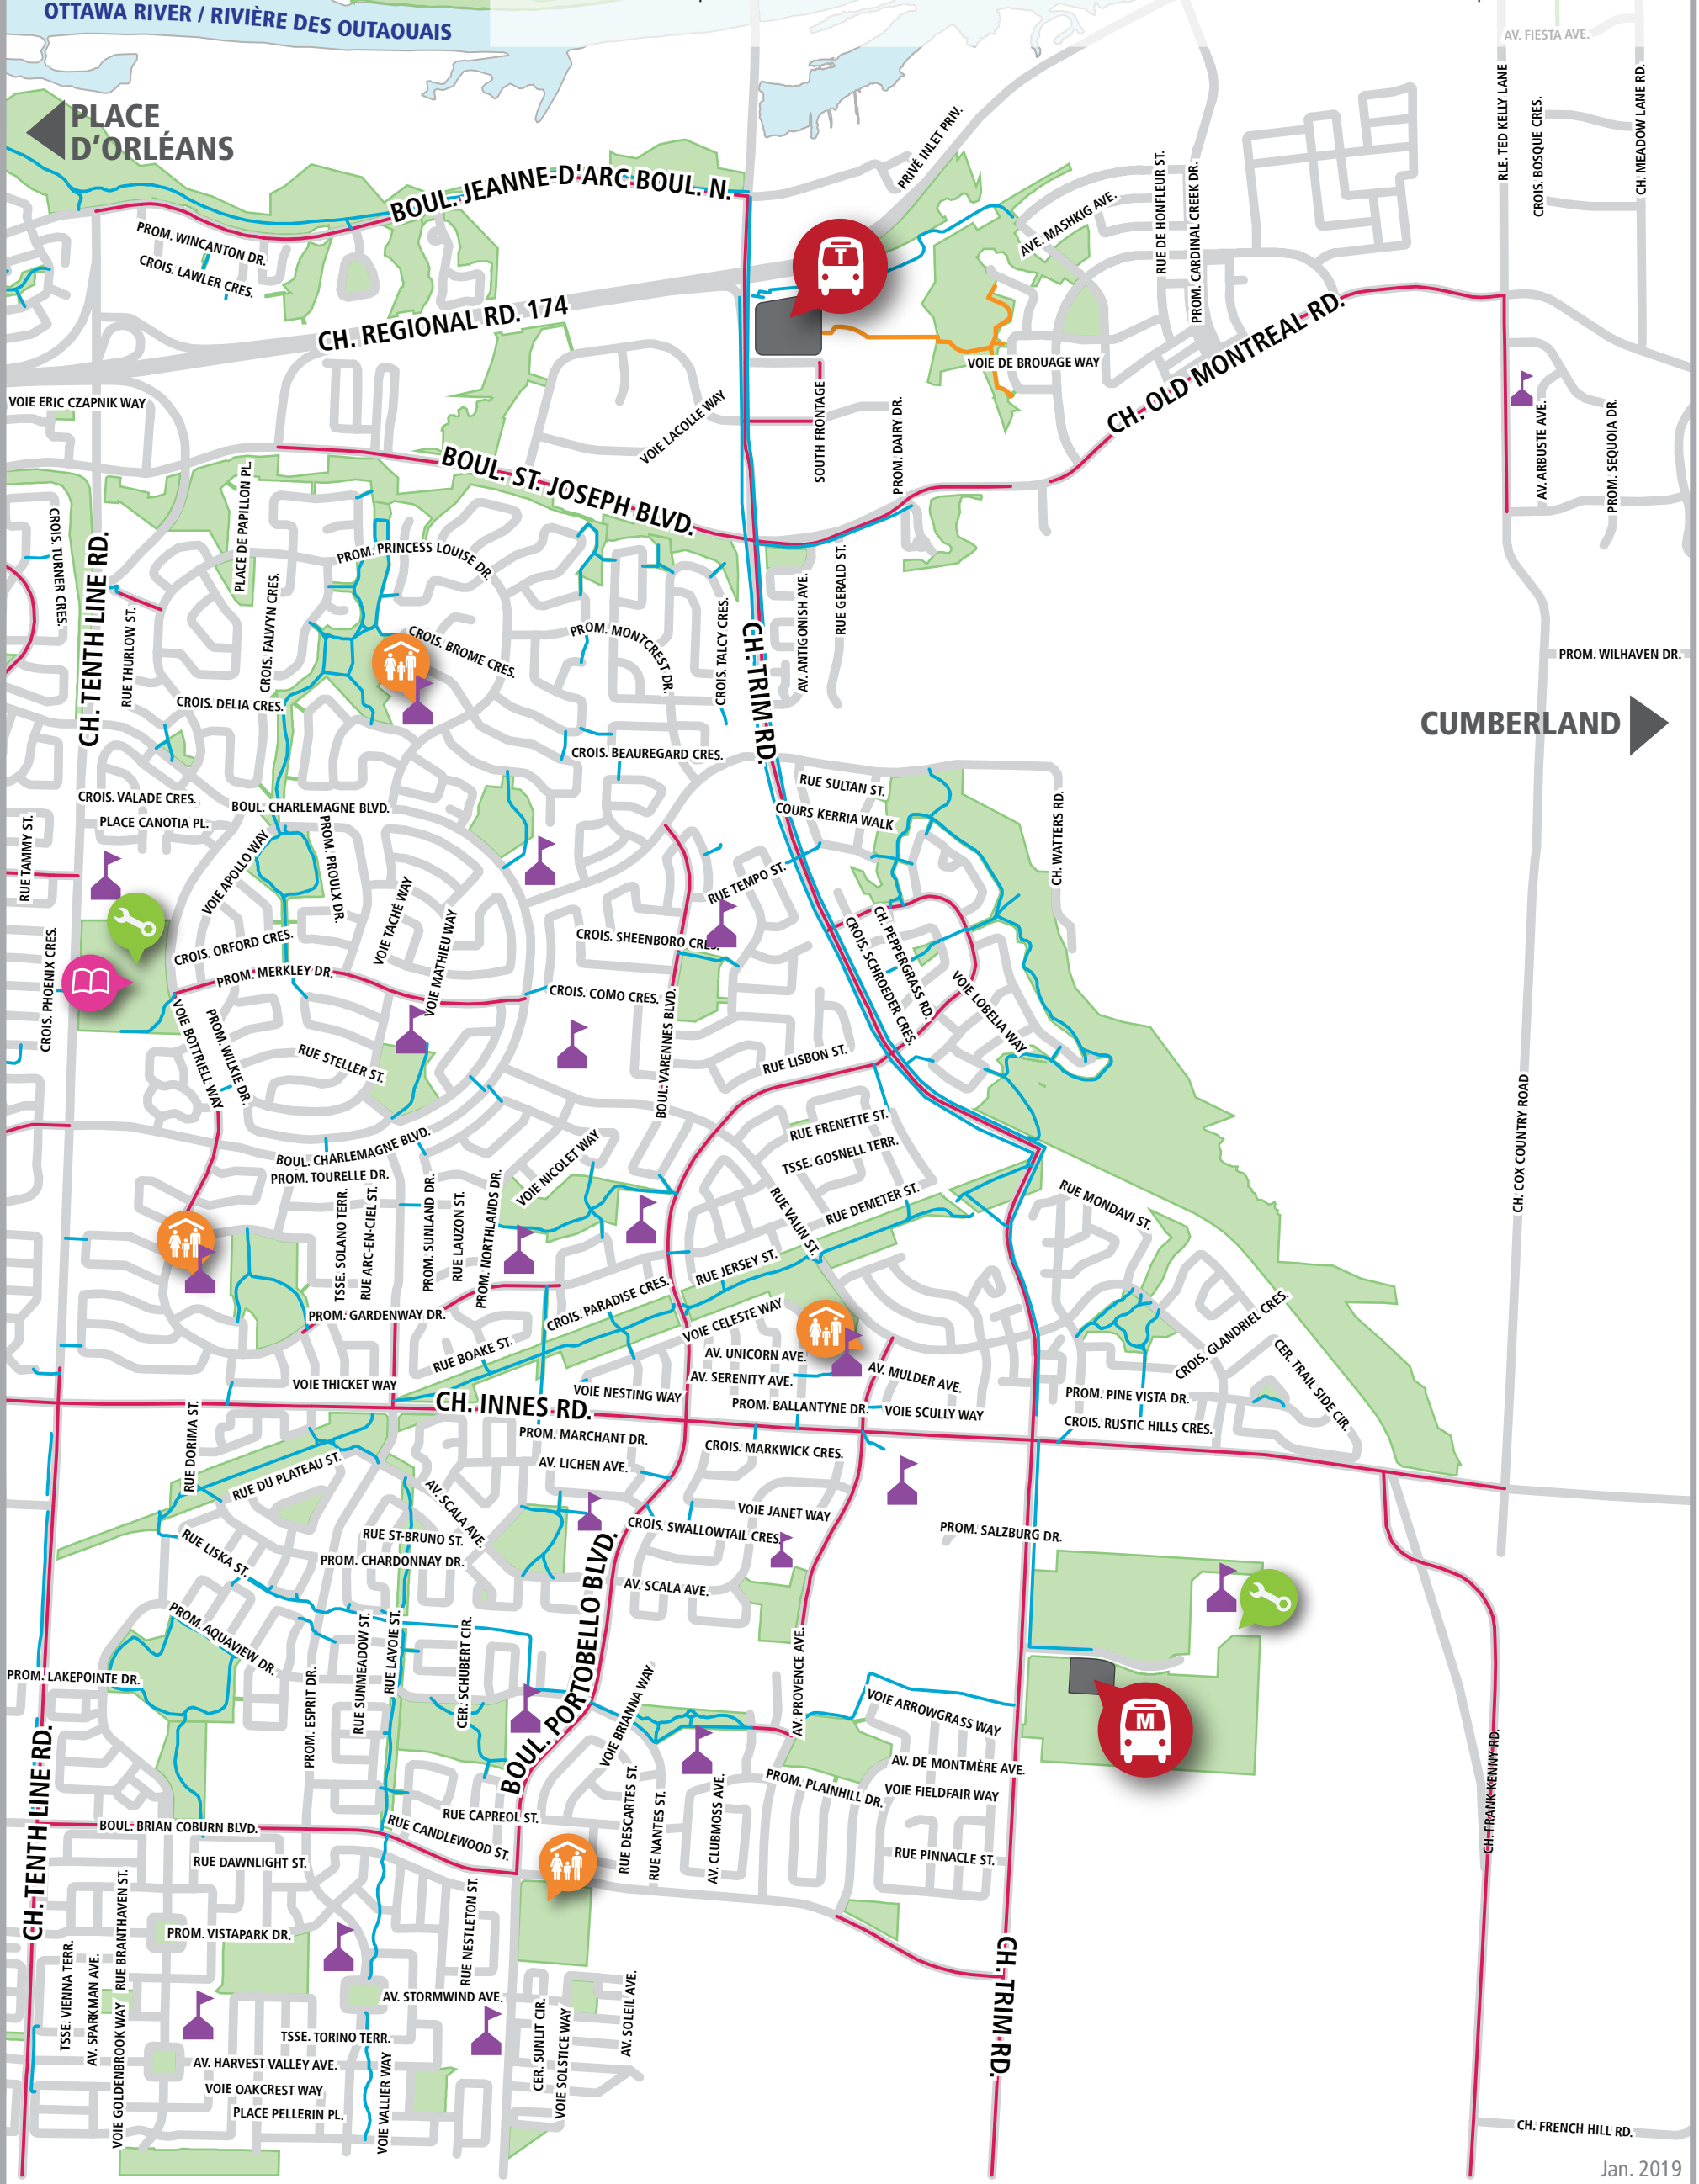 OTTAWA RIVER / RIVIÈRE DES OUTAOUAIS
AV. FIESTA AVE.
PLACE
D'ORLÉANS
RLE. TED KELLY LANE
CROIS. BOSQUE CRES.
CH. MEADOW LANE RD.
PRIVÉ INLET PRIV.
BOUL. JEANNE-D'ARC BOUL. N.
AVE. MASHKIG AVE.
RUE DE HONFLEUR ST.
PROM. CARDINAL CREEK DR.
PROM. WINCANTON DR.
CROIS. LAWLER CRES.
T
CH. REGIONAL RD. 174
CH. OLD MONTREAL RD.
VOIE DE BROUAGE WAY
VOIE ERIC CZAPNIK WAY
VOIE LACOLLE WAY
SOUTH FRONTAGE
PROM. DAIRY DR.
AV. ARBUSTE AVE.
PROM. SEQUOIA DR.
BOUL. ST. JOSEPH BLVD.
CROIS. TURNER CRES.
CH. TENTH LINE RD.
PLACE DE PAPILLON PL.
PROM. PRINCESS LOUISE DR.
RUE THURLOW ST.
CROIS. FALWYN CRES.
CROIS. BROME CRES.
PROM. MONTCREST DR.
CROIS. TALCY CRES.
CH. TRIM RD.
AV. ANTIGONISH AVE.
RUE GERALD ST.
PROM. WILHAVEN DR.
CROIS. DELIA CRES.
CUMBERLAND
CROIS. BEAUREGARD CRES.
RUE SULTAN ST.
COURS KERRIA WALK
CH. WATTERS RD.
CROIS. VALADE CRES.
BOUL. CHARLEMAGNE BLVD.
PLACE CANOTIA PL.
RUE TAMMY ST.
VOIE APOLLO WAY
PROM. PROULX DR.
VOIE TACHÉ WAY
VOIE MATHIEU WAY
RUE TEMPO ST.
CROIS. PHOENIX CRES.
CROIS. ORFORD CRES.
CROIS. SHEENBORO CRES.
CROIS. SCHROEDER CRES.
CH. PEPPERGRASS RD.
VOIE LOBELIA WAY
PROM. MERKLEY DR.
CROIS. COMO CRES.
BOUL. VARENNES BLVD.
VOIE BOTTRIELL WAY
PROM. WILKIE DR.
RUE STELLER ST.
RUE LISBON ST.
CH. COX COUNTRY ROAD
RUE FRENETTE ST.
TSSE. GOSNELL TERR.
BOUL. CHARLEMAGNE BLVD.
PROM. TOURELLE DR.
VOIE NICOLET WAY
TSSE. SOLANO TERR.
RUE ARC-EN-CIEL ST.
PROM. SUNLAND DR.
RUE LAUZON ST.
PROM. NORTHLANDS DR.
RUE VALIN ST.
RUE DEMETER ST.
RUE MONDAVI ST.
RUE JERSEY ST.
CROIS. PARADISE CRES.
PROM. GARDENWAY DR.
VOIE CELESTE WAY
CROIS. GLANDRIEL CRES.
CER. TRAIL SIDE CIR.
RUE BOAKE ST.
AV. UNICORN AVE.
AV. SERENITY AVE.
AV. MULDER AVE.
VOIE THICKET WAY
VOIE NESTING WAY
CH. INNES RD.
PROM. BALLANTYNE DR.
VOIE SCULLY WAY
PROM. PINE VISTA DR.
CROIS. RUSTIC HILLS CRES.
RUE DORIMA ST.
PROM. MARCHANT DR.
CROIS. MARKWICK CRES.
AV. LICHEN AVE.
RUE DU PLATEAU ST.
AV. SCALA AVE.
VOIE JANET WAY
CROIS. SWALLOWTAIL CRES.
PROM. SALZBURG DR.
RUE ST-BRUNO ST.
RUE LISKA ST.
PROM. CHARDONNAY DR.
AV. SCALA AVE.
BOUL. PORTOBELLO BLVD.
PROM. AQUAVIEW DR.
RUE SUNMEADOW ST.
RUE LAVOIE ST.
CER. SCHUBERT CIR.
PROM. LAKEPOINTE DR.
PROM. ESPRIT DR.
VOIE BRIANNA WAY
AV. PROVENCE AVE.
VOIE ARROWGRASS WAY
M
CH. TENTH LINE RD.
AV. DE MONTMÈRE AVE.
PROM. PLAINHILL DR.
VOIE FIELDFAIR WAY
CH. FRANK KENNY RD.
RUE DESCARTES ST.
RUE NANTES ST.
AV. CLUBMOSS AVE.
BOUL. BRIAN COBURN BLVD.
RUE CAPREOL ST.
RUE CANDLEWOOD ST.
RUE PINNACLE ST.
RUE DAWNLIGHT ST.
RUE BRANTHAVEN ST.
RUE NESTLETON ST.
PROM. VISTAPARK DR.
TSSE. VIENNA TERR.
AV. SPARKMAN AVE.
VOIE GOLDENBROOK WAY
AV. STORMWIND AVE.
CER. SUNLIT CIR.
VOIE SOLSTICE WAY
AV. SOLEIL AVE.
CH. TRIM RD.
TSSE. TORINO TERR.
AV. HARVEST VALLEY AVE.
VOIE OAKCREST WAY
PLACE PELLERIN PL.
VOIE VALLIER WAY
CH. FRENCH HILL RD.
Jan. 2019